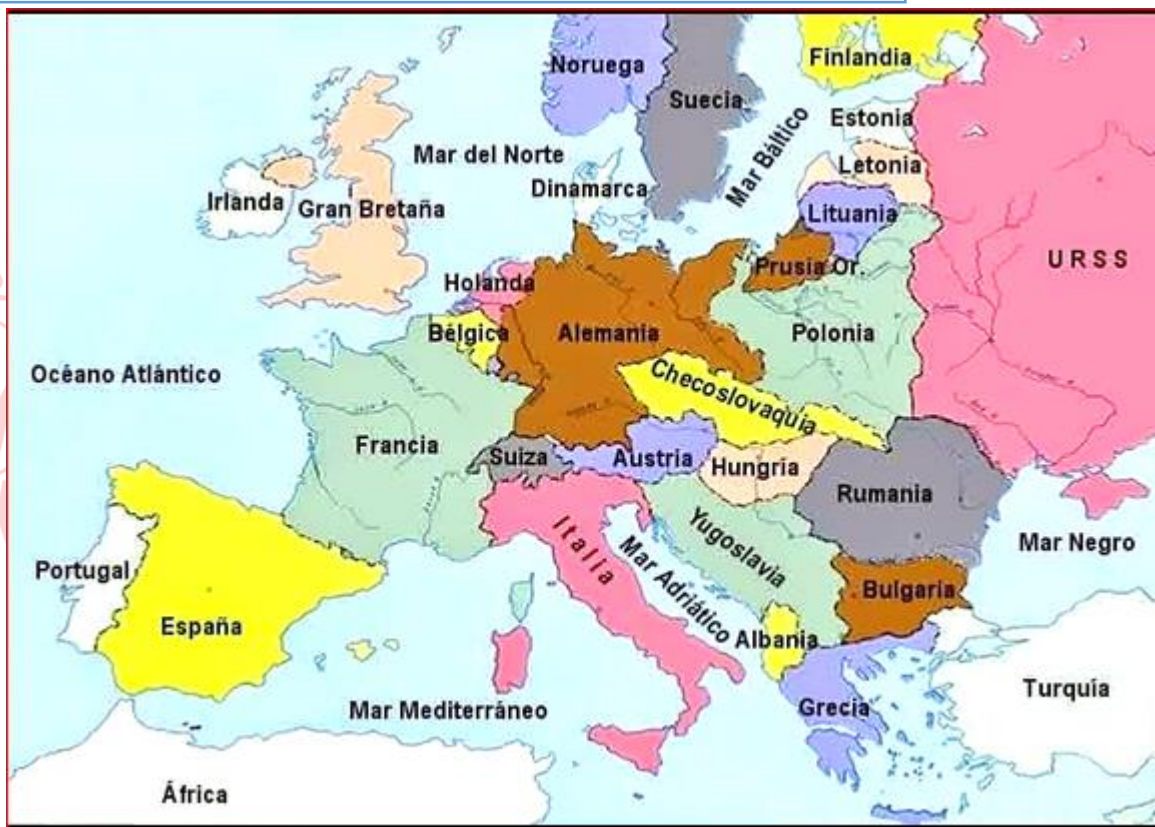 Noruega
Finlandia
Suecia
Estonia
Mar Báltico
Mar del Norte
Letonia
Dinamarca
Irlanda
Gran Bretaña
Lituania
Prusia Or.
U R S S
Holanda
Bélgica
Alemania
Polonia
Océano Atlántico
Checoslovaquia
Francia
Suiza
Austria
Hungría
Rumania
Italia
Yugoslavia
Mar Negro
Mar Adriático
Portugal
España
Bulgaria
Albania
Turquía
Mar Mediterráneo
Grecia
África